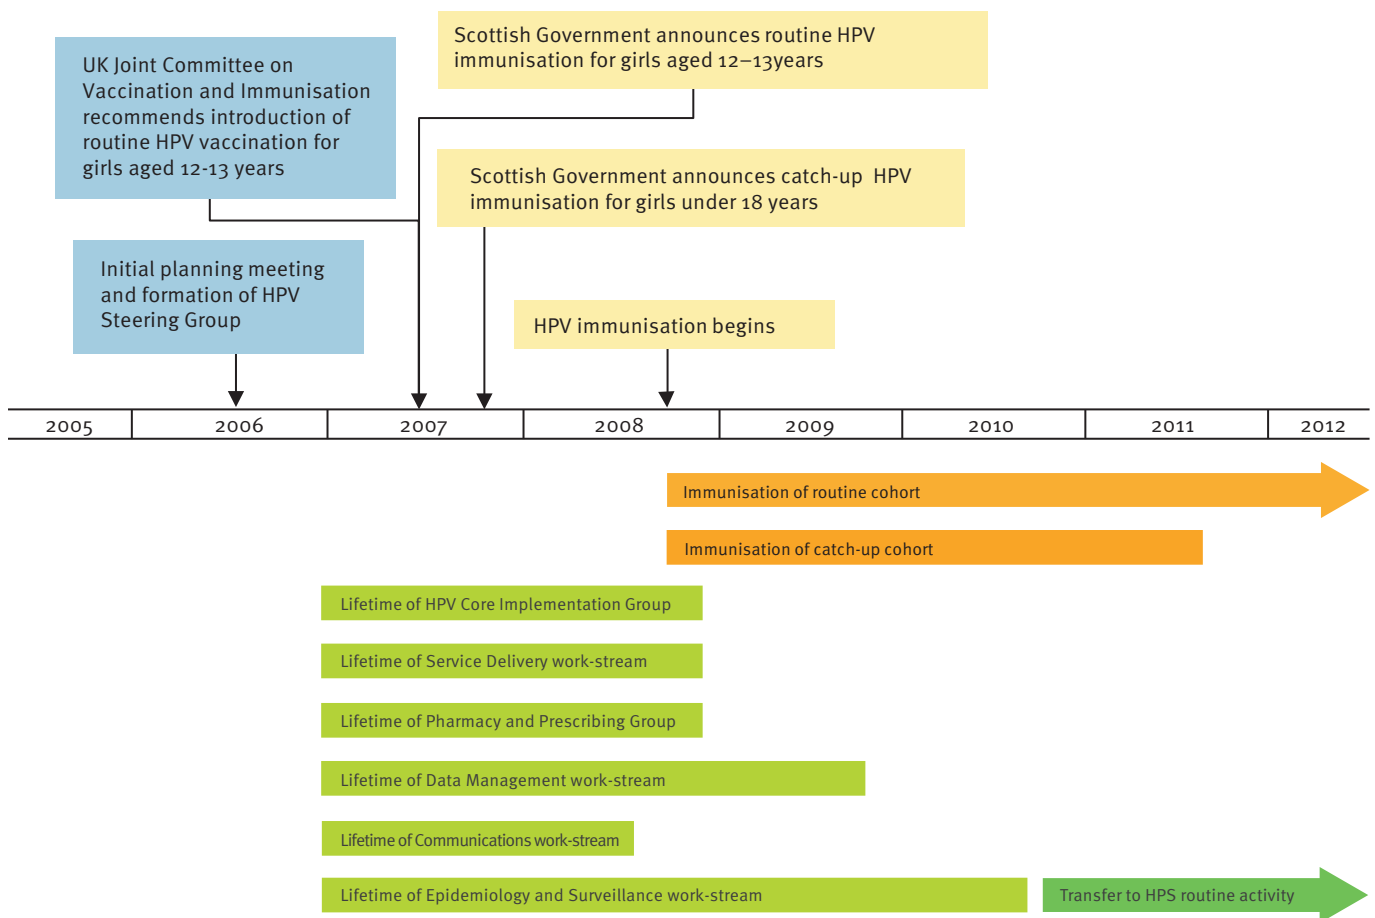 Scottish Government announces routine HPV
immunisation for girls aged 12–13years
UK Joint Committee on
Vaccination and Immunisation
recommends introduction of
routine HPV vaccination for
girls aged 12-13 years
Scottish Government announces catch-up HPV
immunisation for girls under 18 years
Initial planning meeting
and formation of HPV
Steering Group
HPV immunisation begins
2005 2006 2007 2008 2009 2010 2011 2012
Immunisation of routine cohort
Immunisation of catch-up cohort
Lifetime of HPV Core Implementation Group
Lifetime of Service Delivery work-stream
Lifetime of Pharmacy and Prescribing Group
Lifetime of Data Management work-stream
Lifetime of Communications work-stream
Lifetime of Epidemiology and Surveillance work-stream
Transfer to HPS routine activity